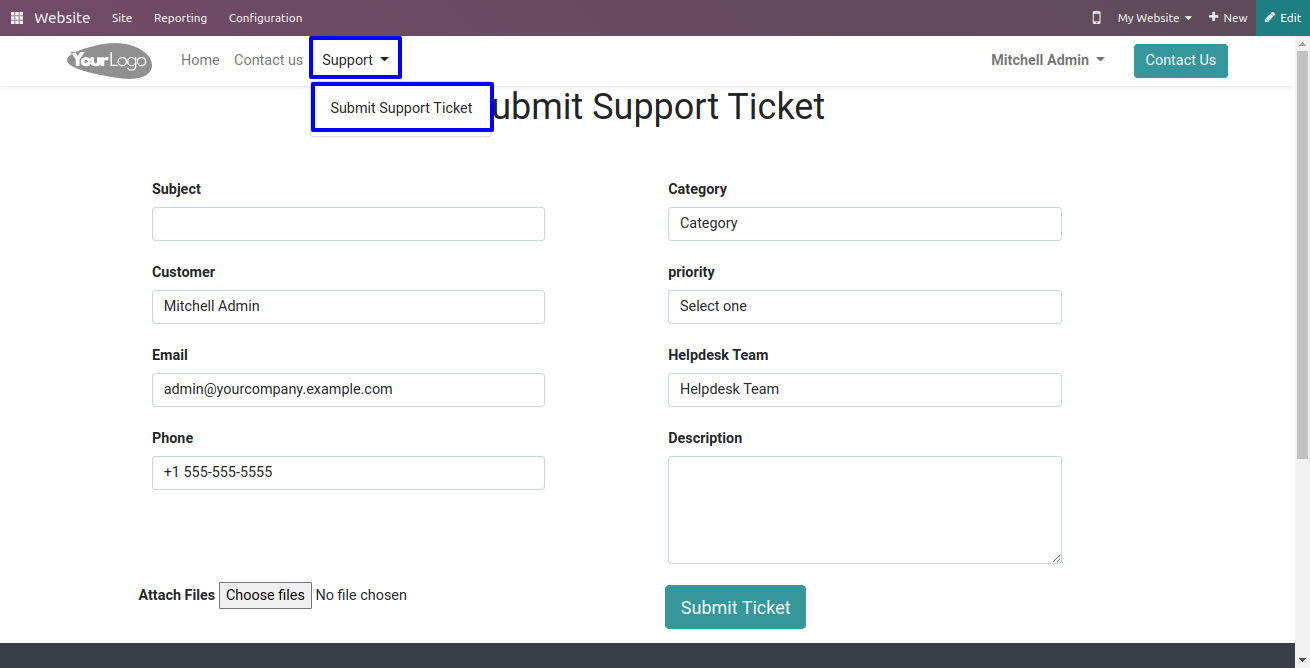 Website Site Reporting Configuration My Website New Edit
YourLogo Home Contact us Support Mitchell Admin Contact Us
Submit Support Ticket
ubmit Support Ticket
Subject Category
Category
Customer priority
Mitchell Admin Select one
Email Helpdesk Team
admin@yourcompany.example.com Helpdesk Team
Phone Description
+1 555-555-5555
Attach Files Choose files No file chosen
Submit Ticket